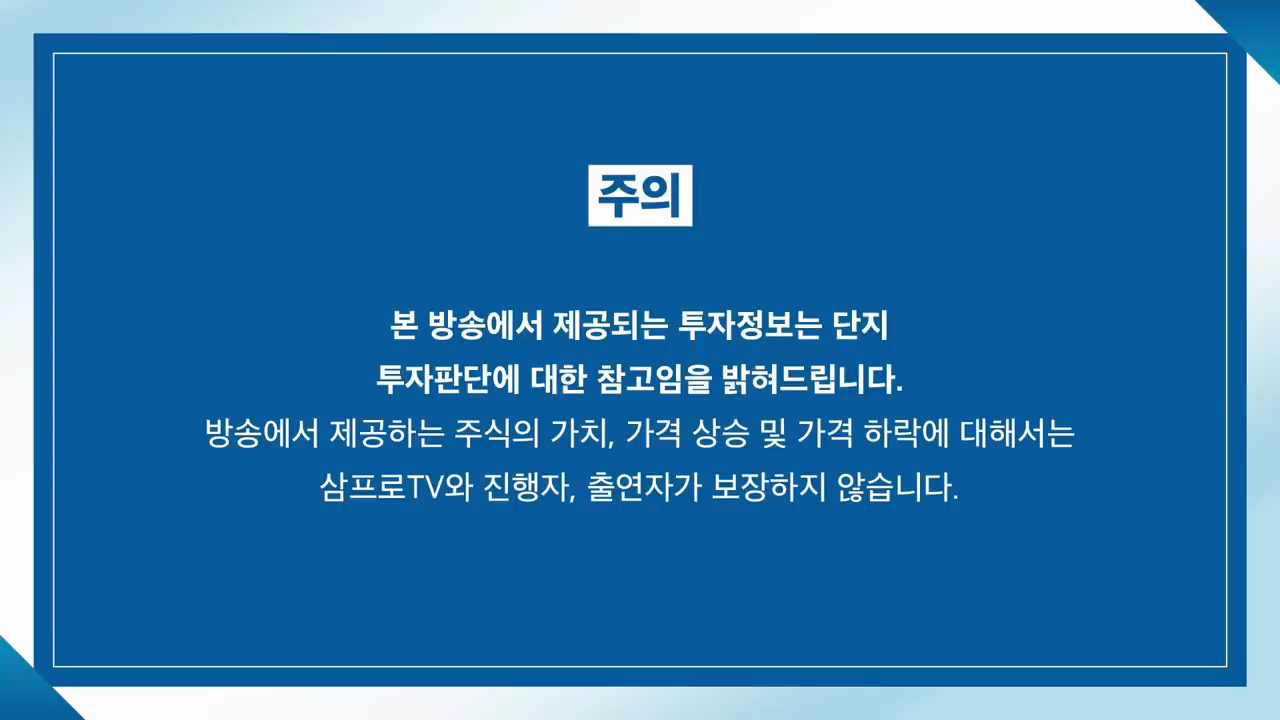 주의
본 방송에서 제공되는 투자정보는 단지
투자판단에 대한 참고임을 밝혀드립니다.
방송에서 제공하는 주식의 가치, 가격 상승 및 가격 하락에 대해서는
삼프로TV와 진행자, 출연자가 보장하지 않습니다.